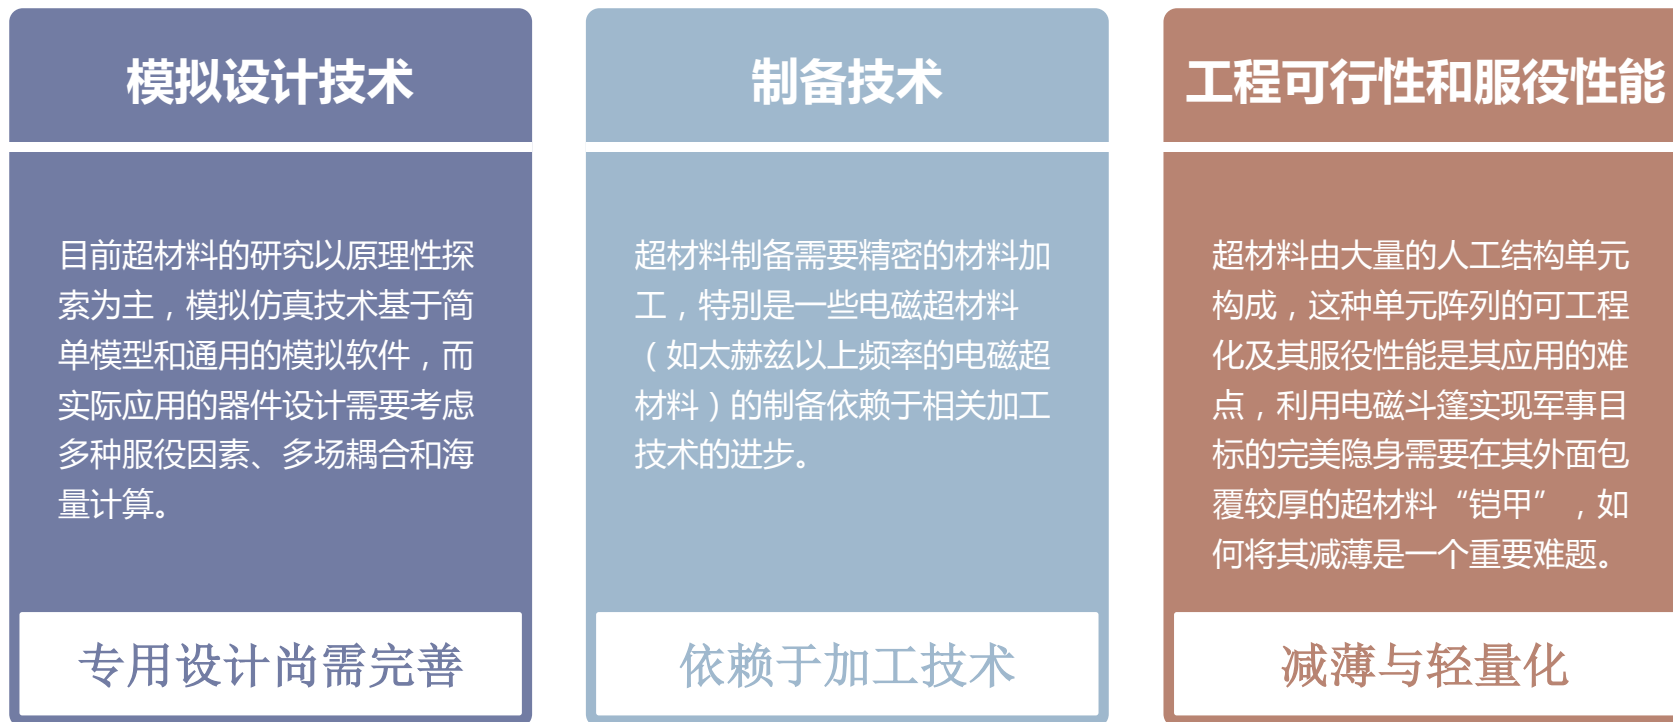 模拟设计技术
目前超材料的研究以原理性探
索为主，模拟仿真技术基于简
单模型和通用的模拟软件，而
实际应用的器件设计需要考虑
多种服役因素、多场耦合和海
量计算。
专用设计尚需完善
制备技术
超材料制备需要精密的材料加
工，特别是一些电磁超材料
（如太赫兹以上频率的电磁超
材料）的制备依赖于相关加工
技术的进步。
依赖于加工技术
工程可行性和服役性能
超材料由大量的人工结构单元
构成，这种单元阵列的可工程
化及其服役性能是其应用的难
点，利用电磁斗篷实现军事目
标的完美隐身需要在其外面包
覆较厚的超材料“铠甲”，如
何将其减薄是一个重要难题。
减薄与轻量化